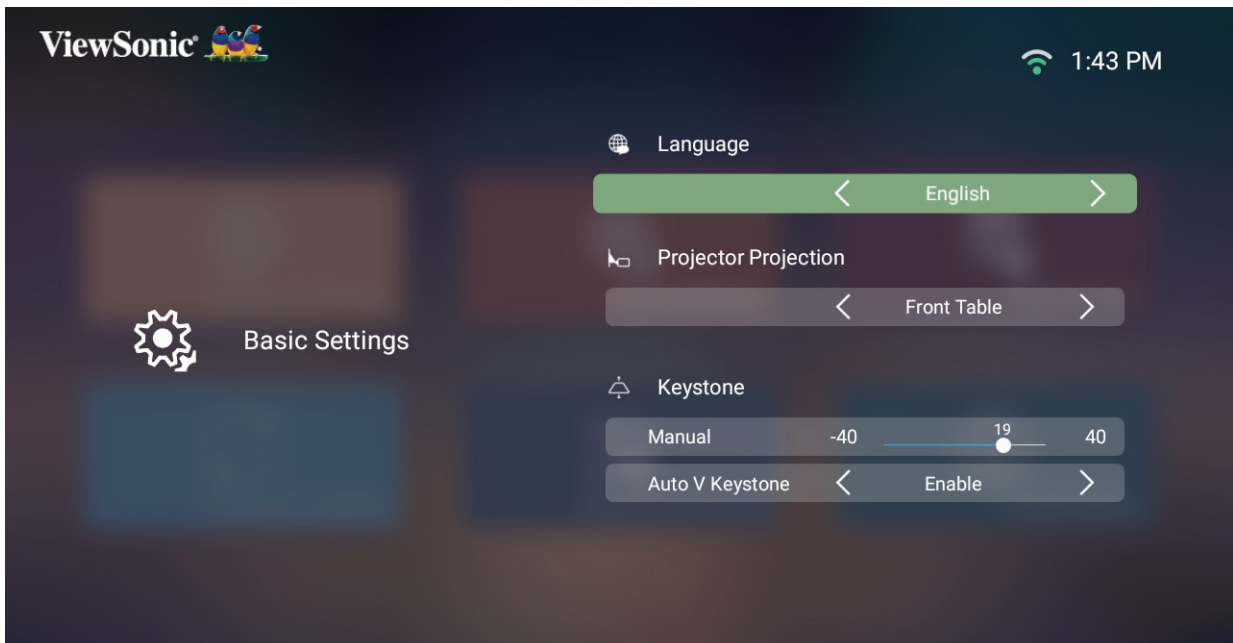 ViewSonic®
1:43 PM
Language
English
Projector Projection
Front Table
Basic Settings
Keystone
Manual -40 19 40
Auto V Keystone Enable